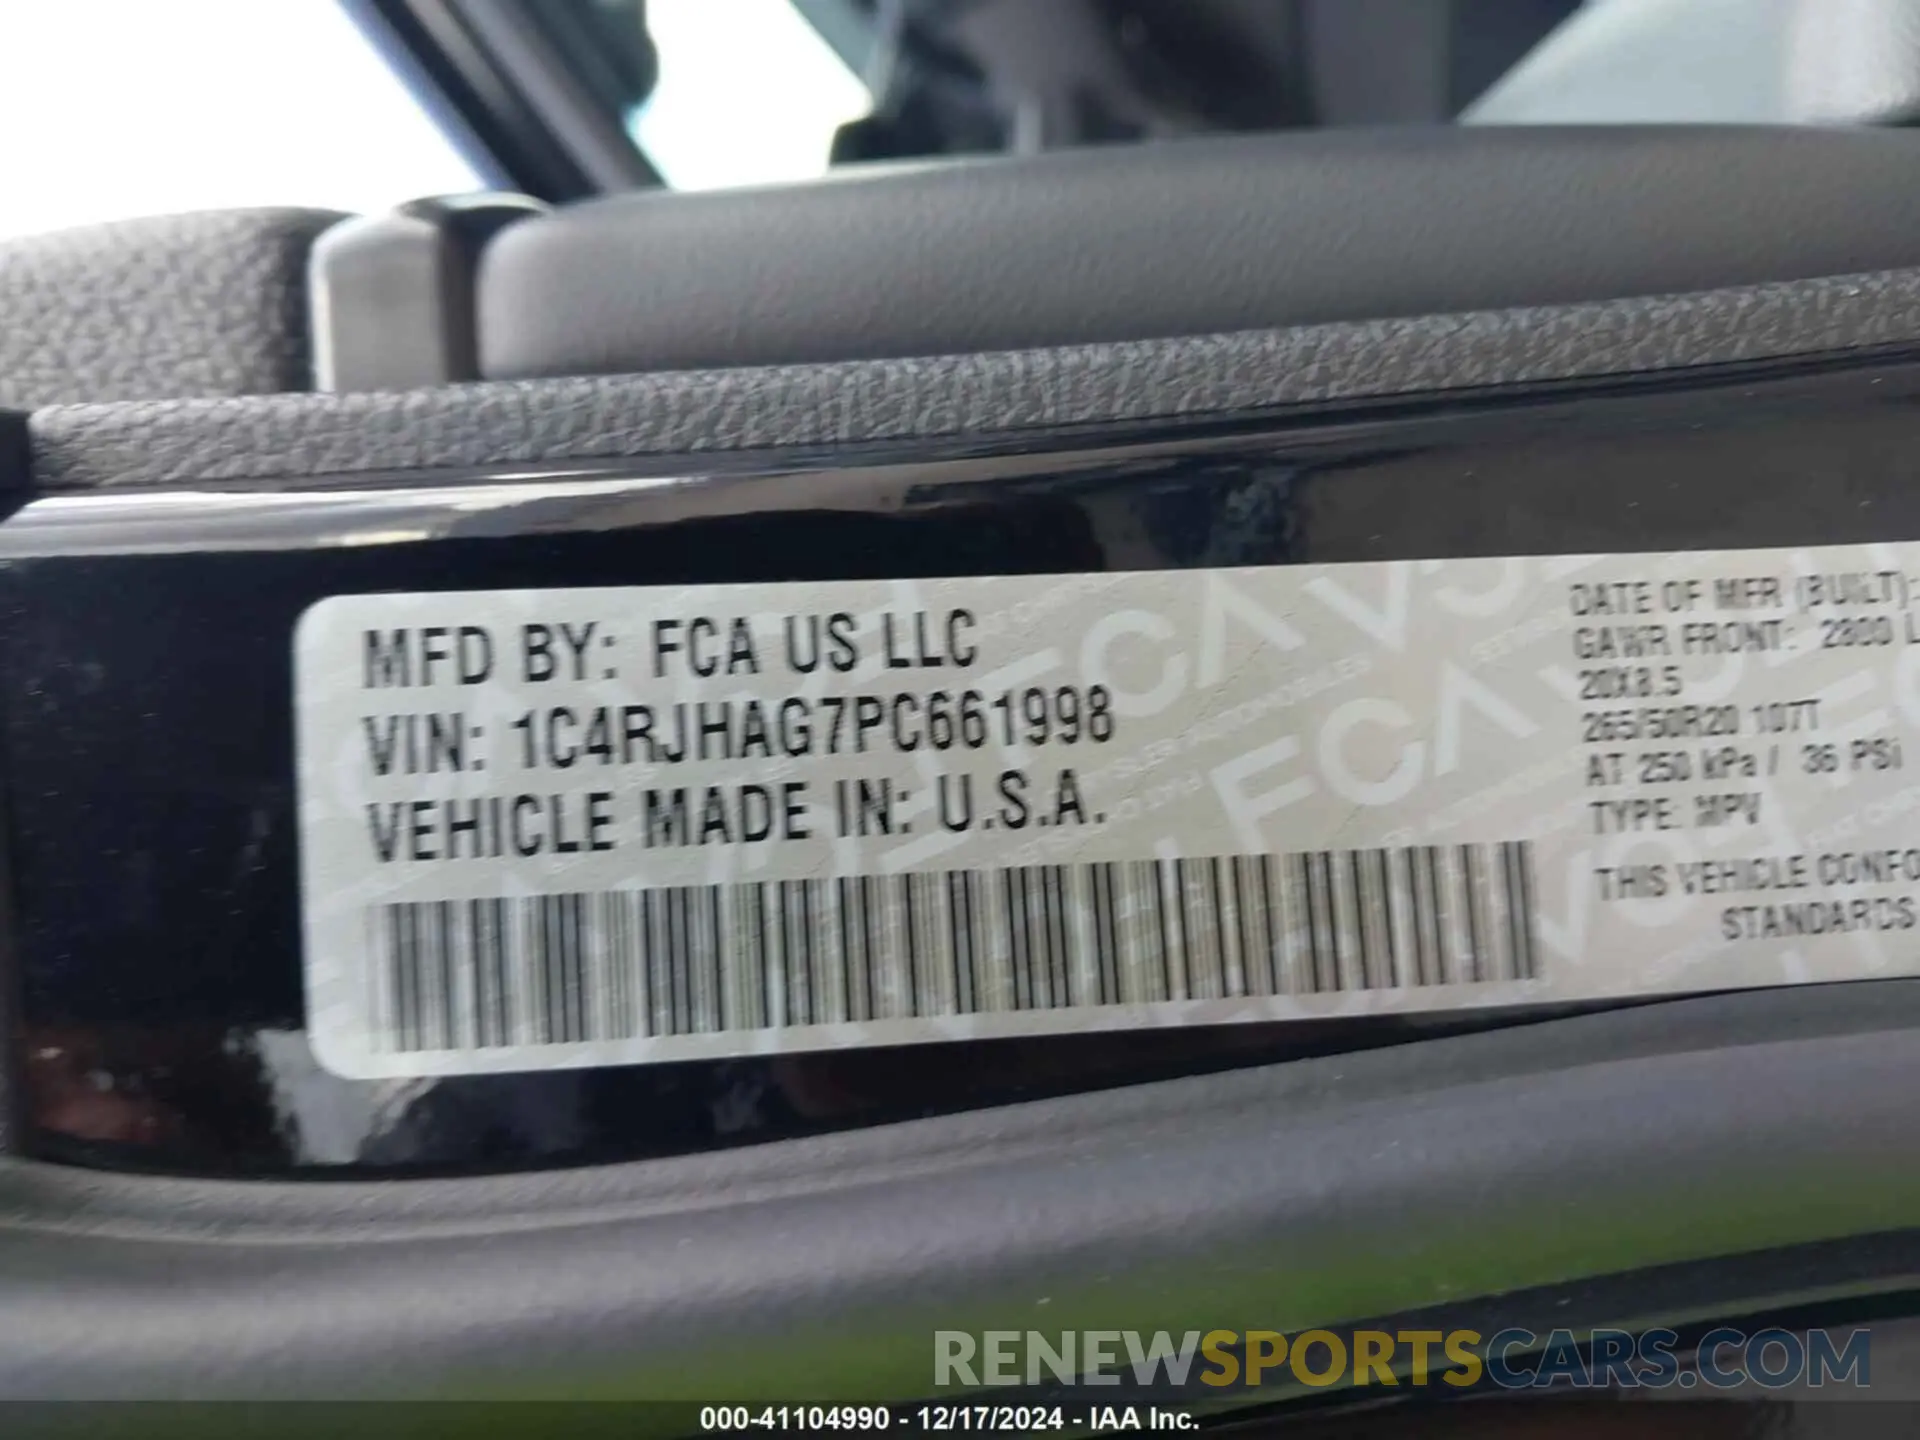 MFD BY: FCA US LLC
VIN: 1C4RJHAG7PC661998
VEHICLE MADE IN: U.S.A.
DATE OF MFR (BUILT):
GAWR FRONT: 2800 L
20X8.5
265/50R20 107T
AT 250 kPa / 36 PSi
TYPE: MPV
THIS VEHICLE CONFO
STANDARDS
RENEWSPORTSCARS.COM
000-41104990 - 12/17/2024 - IAA Inc.